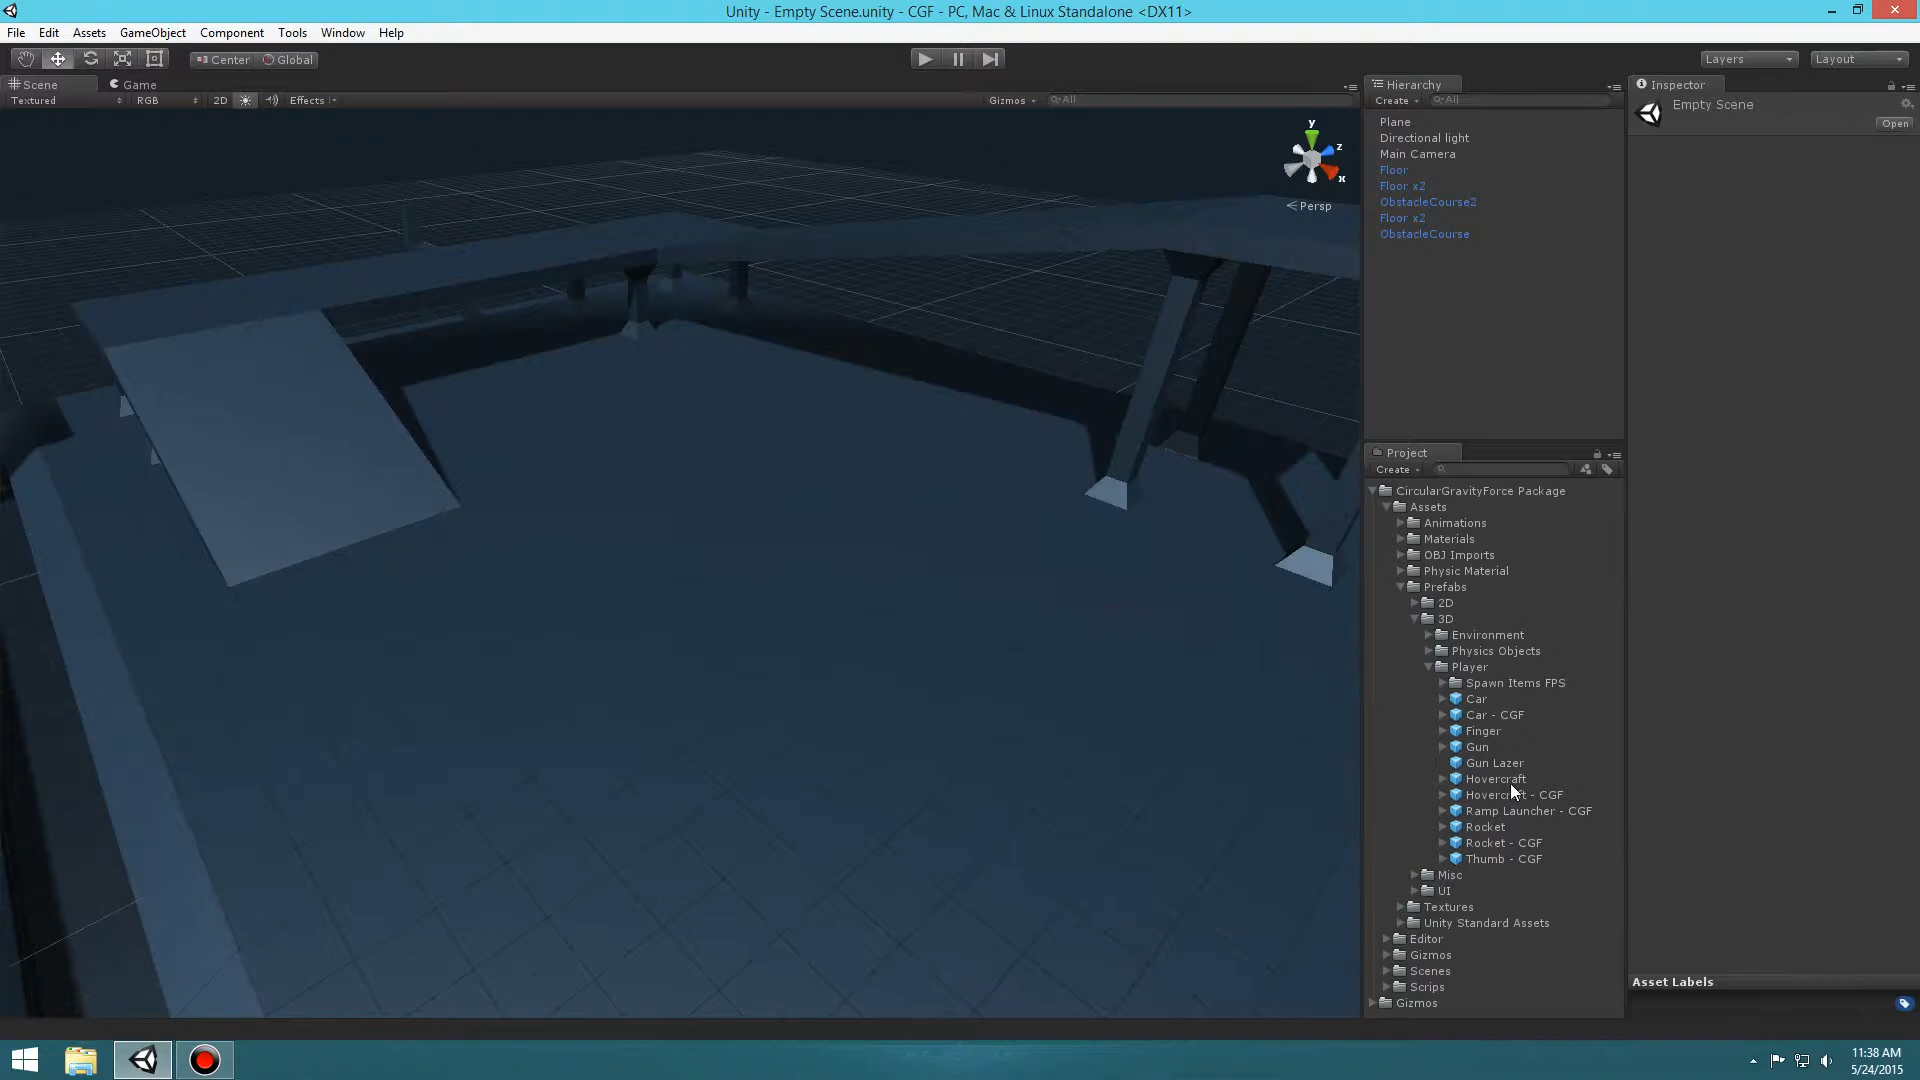 Unity - Empty Scene.unity - CGF - PC, Mac & Linux Standalone <DX11>
File Edit Assets GameObject Component Tools Window Help
Center Global Layers Layout
Scene Game
Textured RGB 2D Effects Gizmos All
y
z
x
Persp
Hierarchy
Create All
Plane
Directional light
Main Camera
Floor
Floor x2
ObstacleCourse2
Floor x2
ObstacleCourse
Inspector
Empty Scene
Open
Project
Create
CircularGravityForce Package
Assets
Animations
Materials
OBJ Imports
Physic Material
Prefabs
2D
3D
Environment
Physics Objects
Player
Spawn Items FPS
Car
Car - CGF
Finger
Gun
Gun Lazer
Hovercraft
Hovercraft - CGF
Ramp Launcher - CGF
Rocket
Rocket - CGF
Thumb - CGF
Misc
UI
Textures
Unity Standard Assets
Editor
Gizmos
Scenes
Scrips
Gizmos
Asset Labels
11:38 AM
5/24/2015